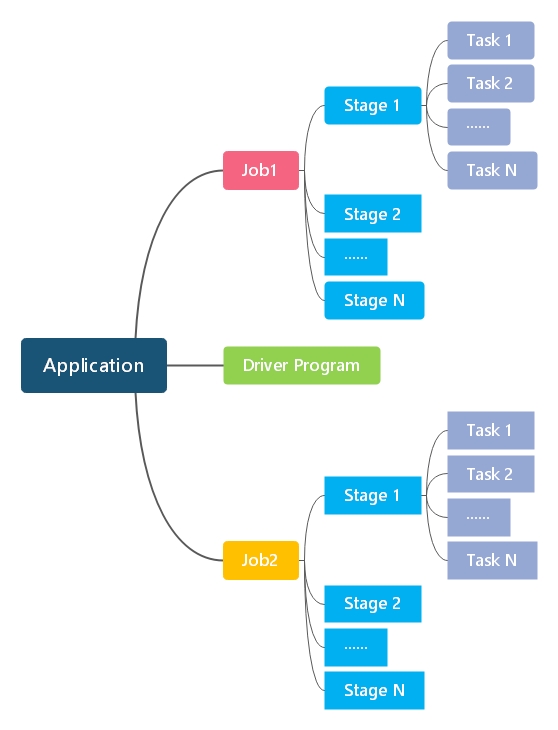 Task 1
Task 2
Stage 1
......
Job1
Task N
Stage 2
......
Stage N
Application
Driver Program
Task 1
Task 2
Stage 1
......
Job2
Task N
Stage 2
......
Stage N